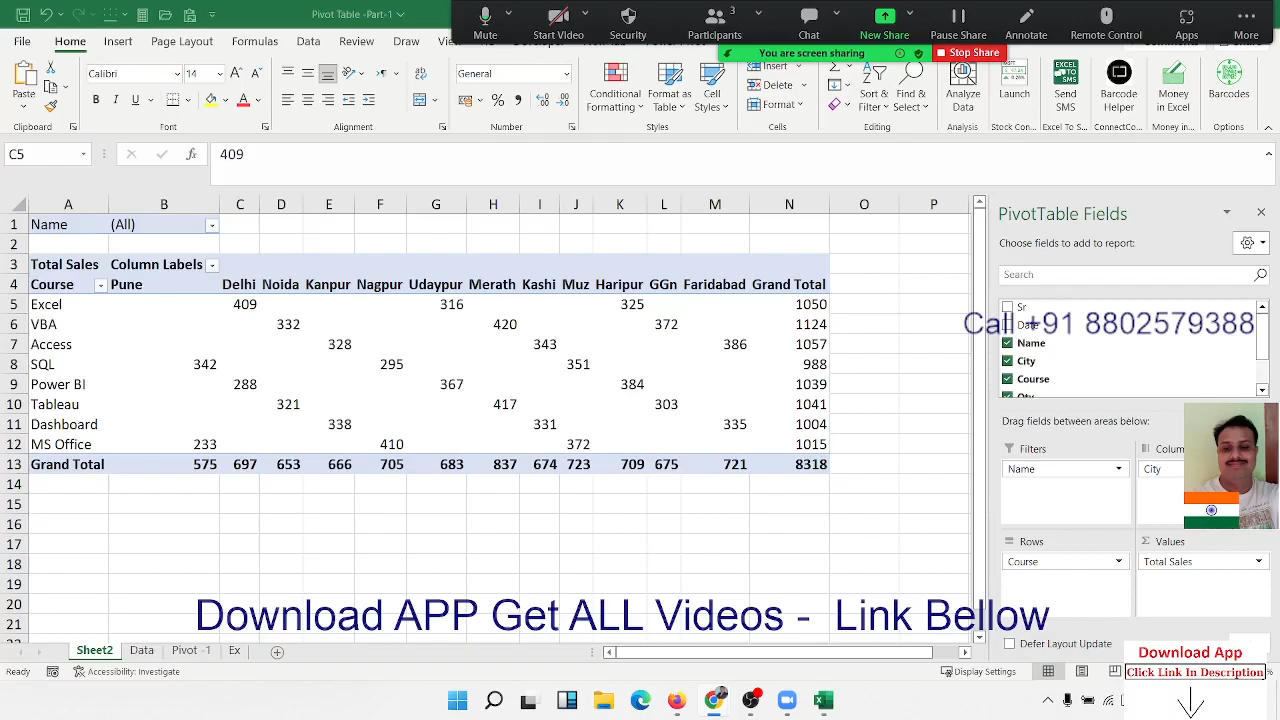 Pivot Table -Part-1
Mute
Start Video
Security
3
Participants
Chat
New Share
Pause Share
Annotate
Remote Control
Apps
More
You are screen sharing
Stop Share
File Home Insert Page Layout Formulas Data Review View
Calibri 14
General
Paste
Conditional Formatting
Format as Table
Cell Styles
Insert
Delete
Format
Sort & Filter
Find & Select
Analyze Data
Launch
Send SMS
Barcodes
Money in Excel
Clipboard Font Alignment Number Styles Cells Editing Analysis Excel To S... ConnectCo... Money in E... Barcodes
C5 fx 409
A B C D E F G H I J K L M N O P
1 Name (All)
2
3 Total Sales Column Labels
4 Course Pune Delhi Noida Kanpur Nagpur Udaypur Merath Kashi Muz Haripur GGn Faridabad Grand Total
5 Excel 409 316 325 1050
6 VBA 332 420 372 1124
7 Access 328 343 386 1057
8 SQL 342 295 351 988
9 Power BI 288 367 384 1039
10 Tableau 321 417 303 1041
11 Dashboard 338 331 335 1004
12 MS Office 233 410 372 1015
13 Grand Total 575 697 653 666 705 683 837 674 723 709 675 721 8318
14
15
16
17
18
19
20
21
PivotTable Fields
Choose fields to add to report:
Search
Sr
Date
Name
City
Course
Qty
Call +91 8802579388
Drag fields between areas below:
Filters
Name
City
Rows
Course
Values
Total Sales
Defer Layout Update
Download APP Get ALL Videos - Link Bellow
Download App
Click Link In Description
Sheet2 Data Pivot -1 Ex
Ready Accessibility: Investigate Display Settings